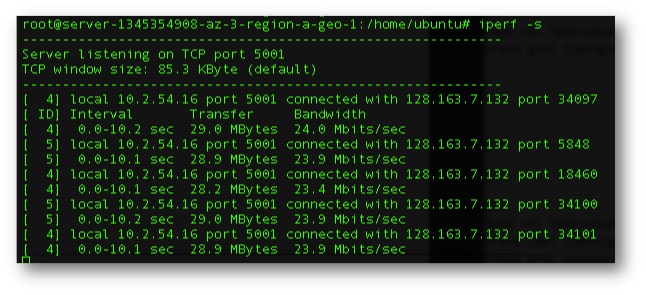 root@server-1345354908-az-3-region-a-geo-1:/home/ubuntu# iperf -s
------------------------------------------------------------
Server listening on TCP port 5001
TCP window size: 85.3 KByte (default)
------------------------------------------------------------
[  4] local 10.2.54.16 port 5001 connected with 128.163.7.132 port 34097
[ ID] Interval       Transfer     Bandwidth
[  4]  0.0-10.2 sec  29.0 MBytes  24.0 Mbits/sec
[  5] local 10.2.54.16 port 5001 connected with 128.163.7.132 port 5848
[  5]  0.0-10.1 sec  28.9 MBytes  23.9 Mbits/sec
[  4] local 10.2.54.16 port 5001 connected with 128.163.7.132 port 18460
[  4]  0.0-10.1 sec  28.2 MBytes  23.4 Mbits/sec
[  5] local 10.2.54.16 port 5001 connected with 128.163.7.132 port 34100
[  5]  0.0-10.2 sec  29.0 MBytes  23.9 Mbits/sec
[  4] local 10.2.54.16 port 5001 connected with 128.163.7.132 port 34101
[  4]  0.0-10.1 sec  28.9 MBytes  23.9 Mbits/sec